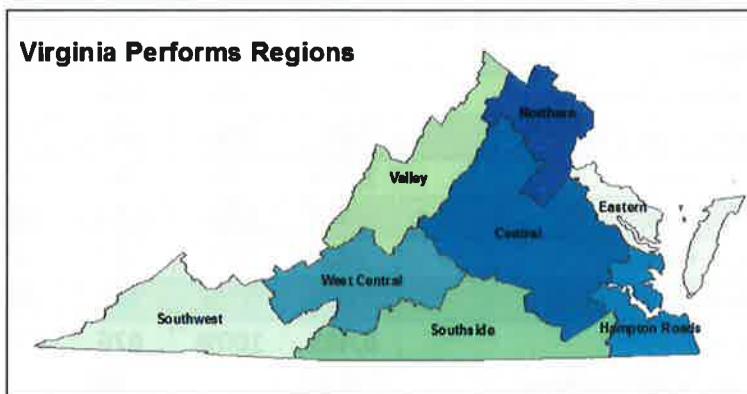 Virginia Performs Regions
Northern
Valley
Eastern
Central
West Central
Southwest
Southside
Hampton Roads